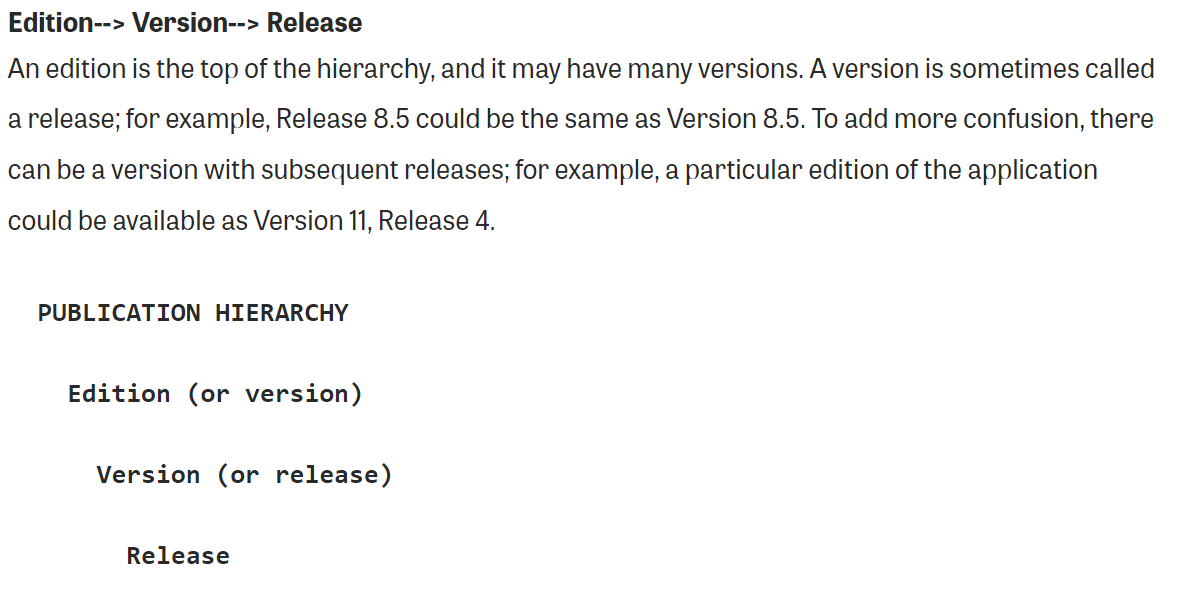 Edition--> Version--> Release
An edition is the top of the hierarchy, and it may have many versions. A version is sometimes called
a release; for example, Release 8.5 could be the same as Version 8.5. To add more confusion, there
can be a version with subsequent releases; for example, a particular edition of the application
could be available as Version 11, Release 4.
PUBLICATION HIERARCHY
Edition (or version)
Version (or release)
Release